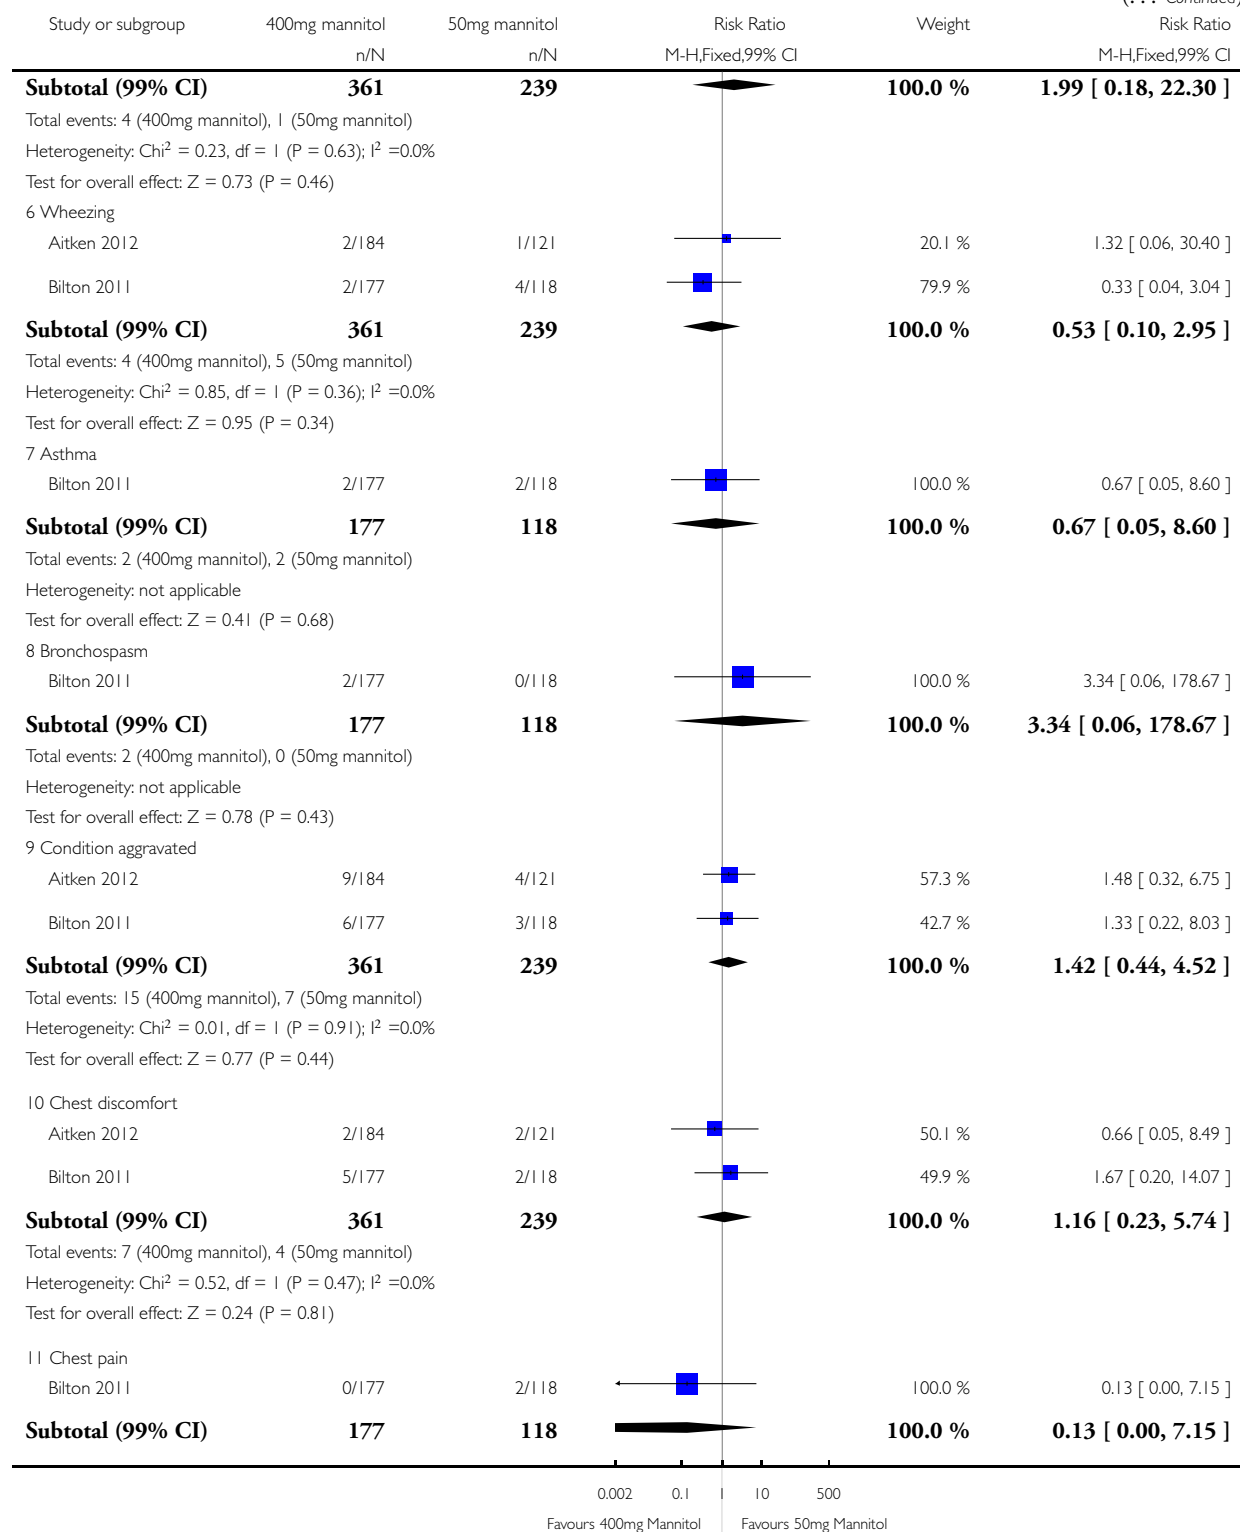 (. . . Continued)
Study or subgroup 400mg mannitol 50mg mannitol Risk Ratio Weight Risk Ratio
n/N n/N M-H,Fixed,99% CI M-H,Fixed,99% CI
Subtotal (99% CI) 361 239 100.0 % 1.99 [ 0.18, 22.30 ]
Total events: 4 (400mg mannitol), 1 (50mg mannitol)
Heterogeneity: Chi² = 0.23, df = 1 (P = 0.63); I² =0.0%
Test for overall effect: Z = 0.73 (P = 0.46)
6 Wheezing
Aitken 2012 2/184 1/121 20.1 % 1.32 [ 0.06, 30.40 ]
Bilton 2011 2/177 4/118 79.9 % 0.33 [ 0.04, 3.04 ]
Subtotal (99% CI) 361 239 100.0 % 0.53 [ 0.10, 2.95 ]
Total events: 4 (400mg mannitol), 5 (50mg mannitol)
Heterogeneity: Chi² = 0.85, df = 1 (P = 0.36); I² =0.0%
Test for overall effect: Z = 0.95 (P = 0.34)
7 Asthma
Bilton 2011 2/177 2/118 100.0 % 0.67 [ 0.05, 8.60 ]
Subtotal (99% CI) 177 118 100.0 % 0.67 [ 0.05, 8.60 ]
Total events: 2 (400mg mannitol), 2 (50mg mannitol)
Heterogeneity: not applicable
Test for overall effect: Z = 0.41 (P = 0.68)
8 Bronchospasm
Bilton 2011 2/177 0/118 100.0 % 3.34 [ 0.06, 178.67 ]
Subtotal (99% CI) 177 118 100.0 % 3.34 [ 0.06, 178.67 ]
Total events: 2 (400mg mannitol), 0 (50mg mannitol)
Heterogeneity: not applicable
Test for overall effect: Z = 0.78 (P = 0.43)
9 Condition aggravated
Aitken 2012 9/184 4/121 57.3 % 1.48 [ 0.32, 6.75 ]
Bilton 2011 6/177 3/118 42.7 % 1.33 [ 0.22, 8.03 ]
Subtotal (99% CI) 361 239 100.0 % 1.42 [ 0.44, 4.52 ]
Total events: 15 (400mg mannitol), 7 (50mg mannitol)
Heterogeneity: Chi² = 0.01, df = 1 (P = 0.91); I² =0.0%
Test for overall effect: Z = 0.77 (P = 0.44)
10 Chest discomfort
Aitken 2012 2/184 2/121 50.1 % 0.66 [ 0.05, 8.49 ]
Bilton 2011 5/177 2/118 49.9 % 1.67 [ 0.20, 14.07 ]
Subtotal (99% CI) 361 239 100.0 % 1.16 [ 0.23, 5.74 ]
Total events: 7 (400mg mannitol), 4 (50mg mannitol)
Heterogeneity: Chi² = 0.52, df = 1 (P = 0.47); I² =0.0%
Test for overall effect: Z = 0.24 (P = 0.81)
11 Chest pain
Bilton 2011 0/177 2/118 100.0 % 0.13 [ 0.00, 7.15 ]
Subtotal (99% CI) 177 118 100.0 % 0.13 [ 0.00, 7.15 ]
0.002 0.1 1 10 500
Favours 400mg Mannitol Favours 50mg Mannitol